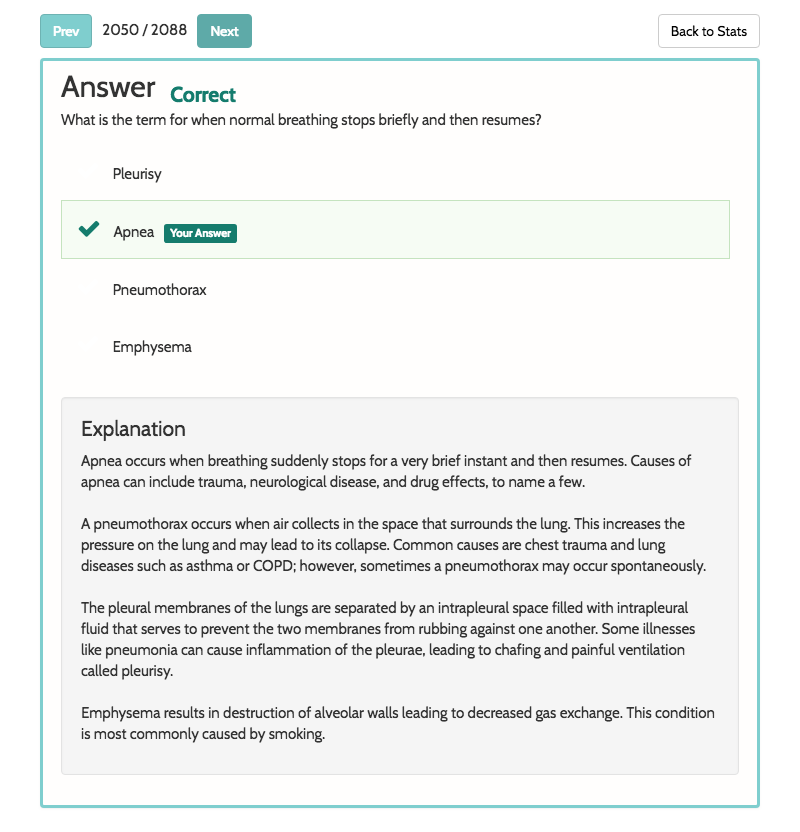 Prev 2050 / 2088 Next Back to Stats
Answer Correct
What is the term for when normal breathing stops briefly and then resumes?
Pleurisy
Apnea Your Answer
Pneumothorax
Emphysema
Explanation
Apnea occurs when breathing suddenly stops for a very brief instant and then resumes. Causes of
apnea can include trauma, neurological disease, and drug effects, to name a few.
A pneumothorax occurs when air collects in the space that surrounds the lung. This increases the
pressure on the lung and may lead to its collapse. Common causes are chest trauma and lung
diseases such as asthma or COPD; however, sometimes a pneumothorax may occur spontaneously.
The pleural membranes of the lungs are separated by an intrapleural space filled with intrapleural
fluid that serves to prevent the two membranes from rubbing against one another. Some illnesses
like pneumonia can cause inflammation of the pleurae, leading to chafing and painful ventilation
called pleurisy.
Emphysema results in destruction of alveolar walls leading to decreased gas exchange. This condition
is most commonly caused by smoking.